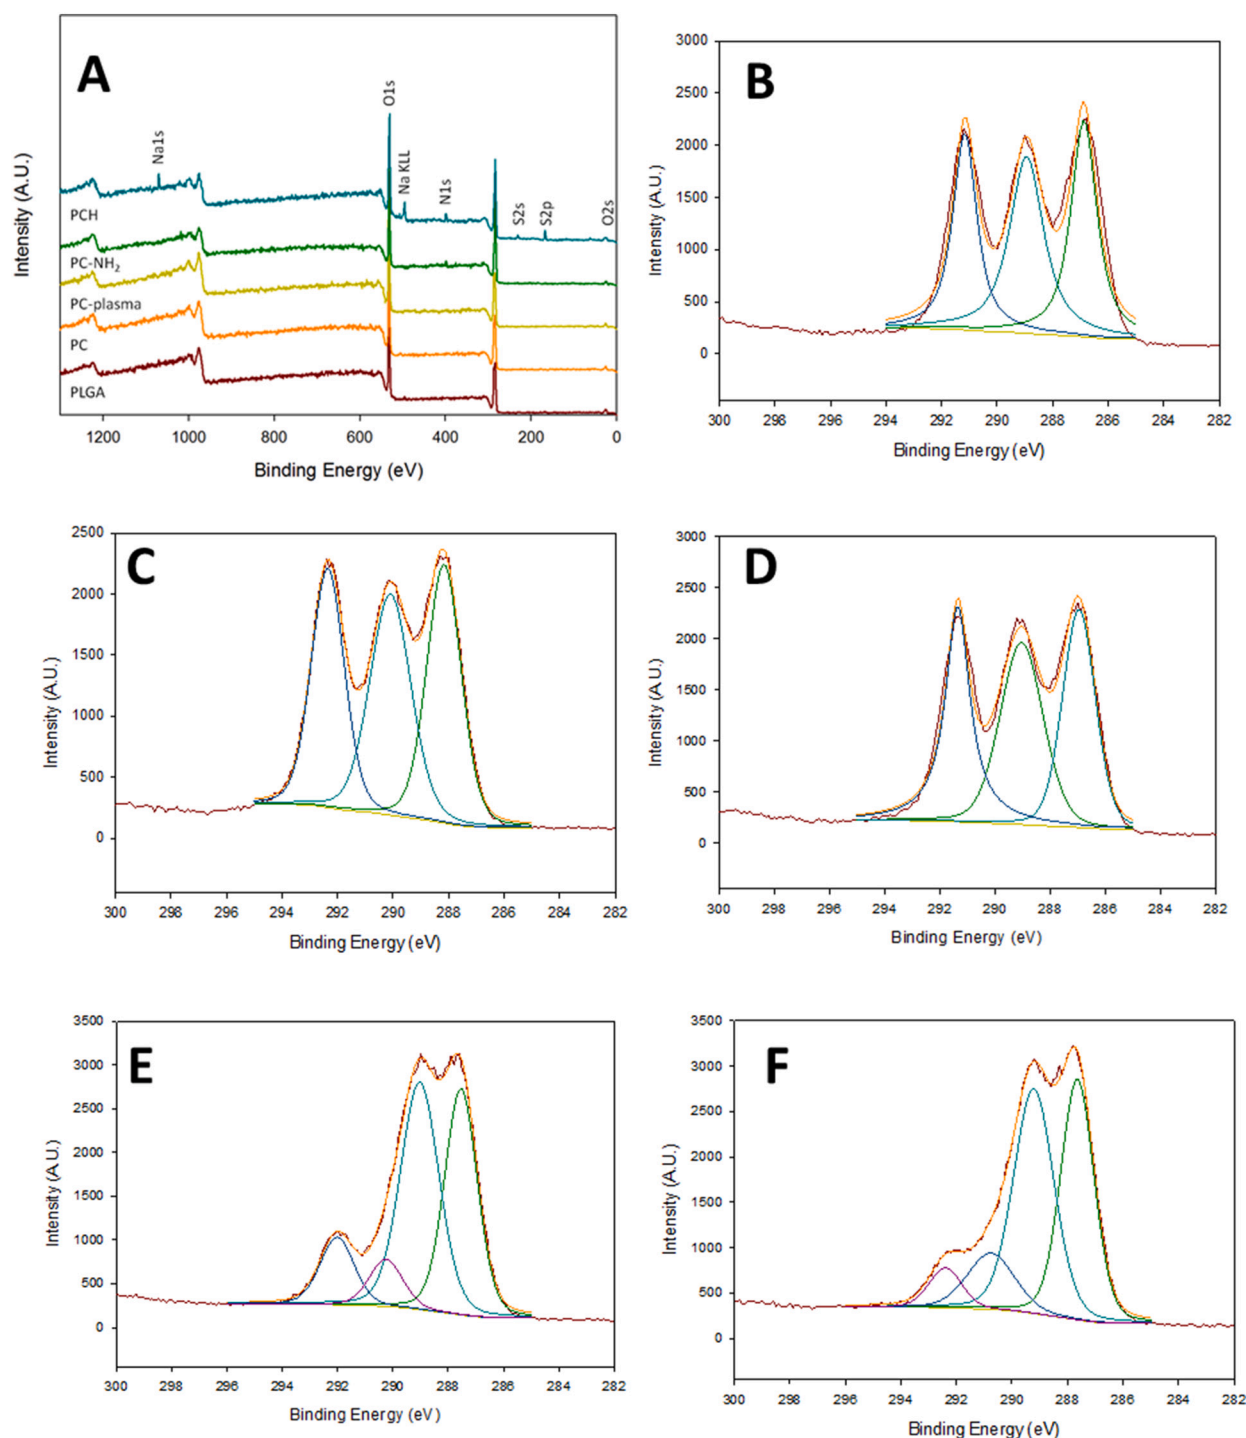 A
Intensity (A.U.)
Na1s
O1s
Na KLL
N1s
S2s
S2p
O2s
PCH
PC-NH₂
PC-plasma
PC
PLGA
1200 1000 800 600 400 200 0
Binding Energy (eV)
B
Intensity (A.U.)
3000
2500
2000
1500
1000
500
0
300 298 296 294 292 290 288 286 284 282
Binding Energy (eV)
C
Intensity (A.U.)
2500
2000
1500
1000
500
0
300 298 296 294 292 290 288 286 284 282
Binding Energy (eV)
D
Intensity (A.U.)
3000
2500
2000
1500
1000
500
0
300 298 296 294 292 290 288 286 284 282
Binding Energy (eV)
E
Intensity (A.U.)
3500
3000
2500
2000
1500
1000
500
0
300 298 296 294 292 290 288 286 284 282
Binding Energy (eV)
F
Intensity (A.U.)
3500
3000
2500
2000
1500
1000
500
0
300 298 296 294 292 290 288 286 284 282
Binding Energy (eV)